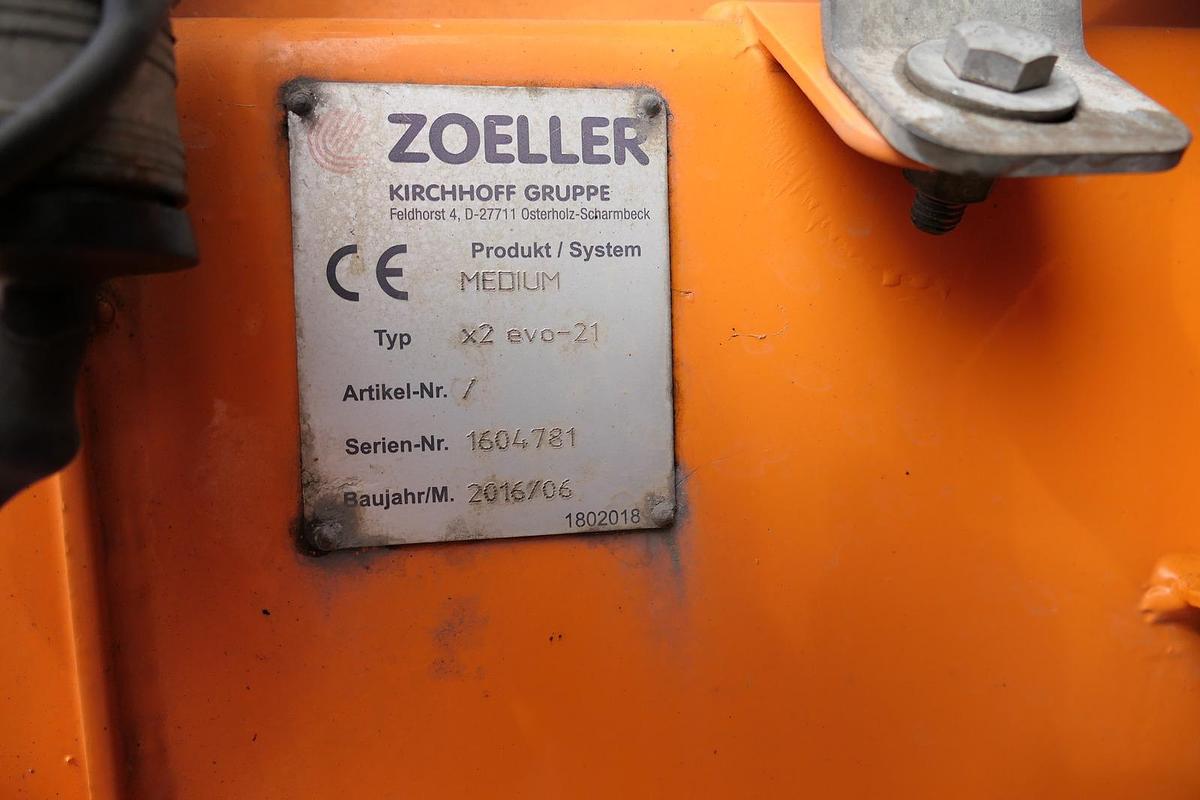 ZOELLER
KIRCHHOFF GRUPPE
Feldhorst 4, D-27711 Osterholz-Scharmbeck
CE
Produkt / System
MEDIUM
Typ x2 evo-21
Artikel-Nr. /
Serien-Nr. 1604781
Baujahr/M. 2016/06
1802018